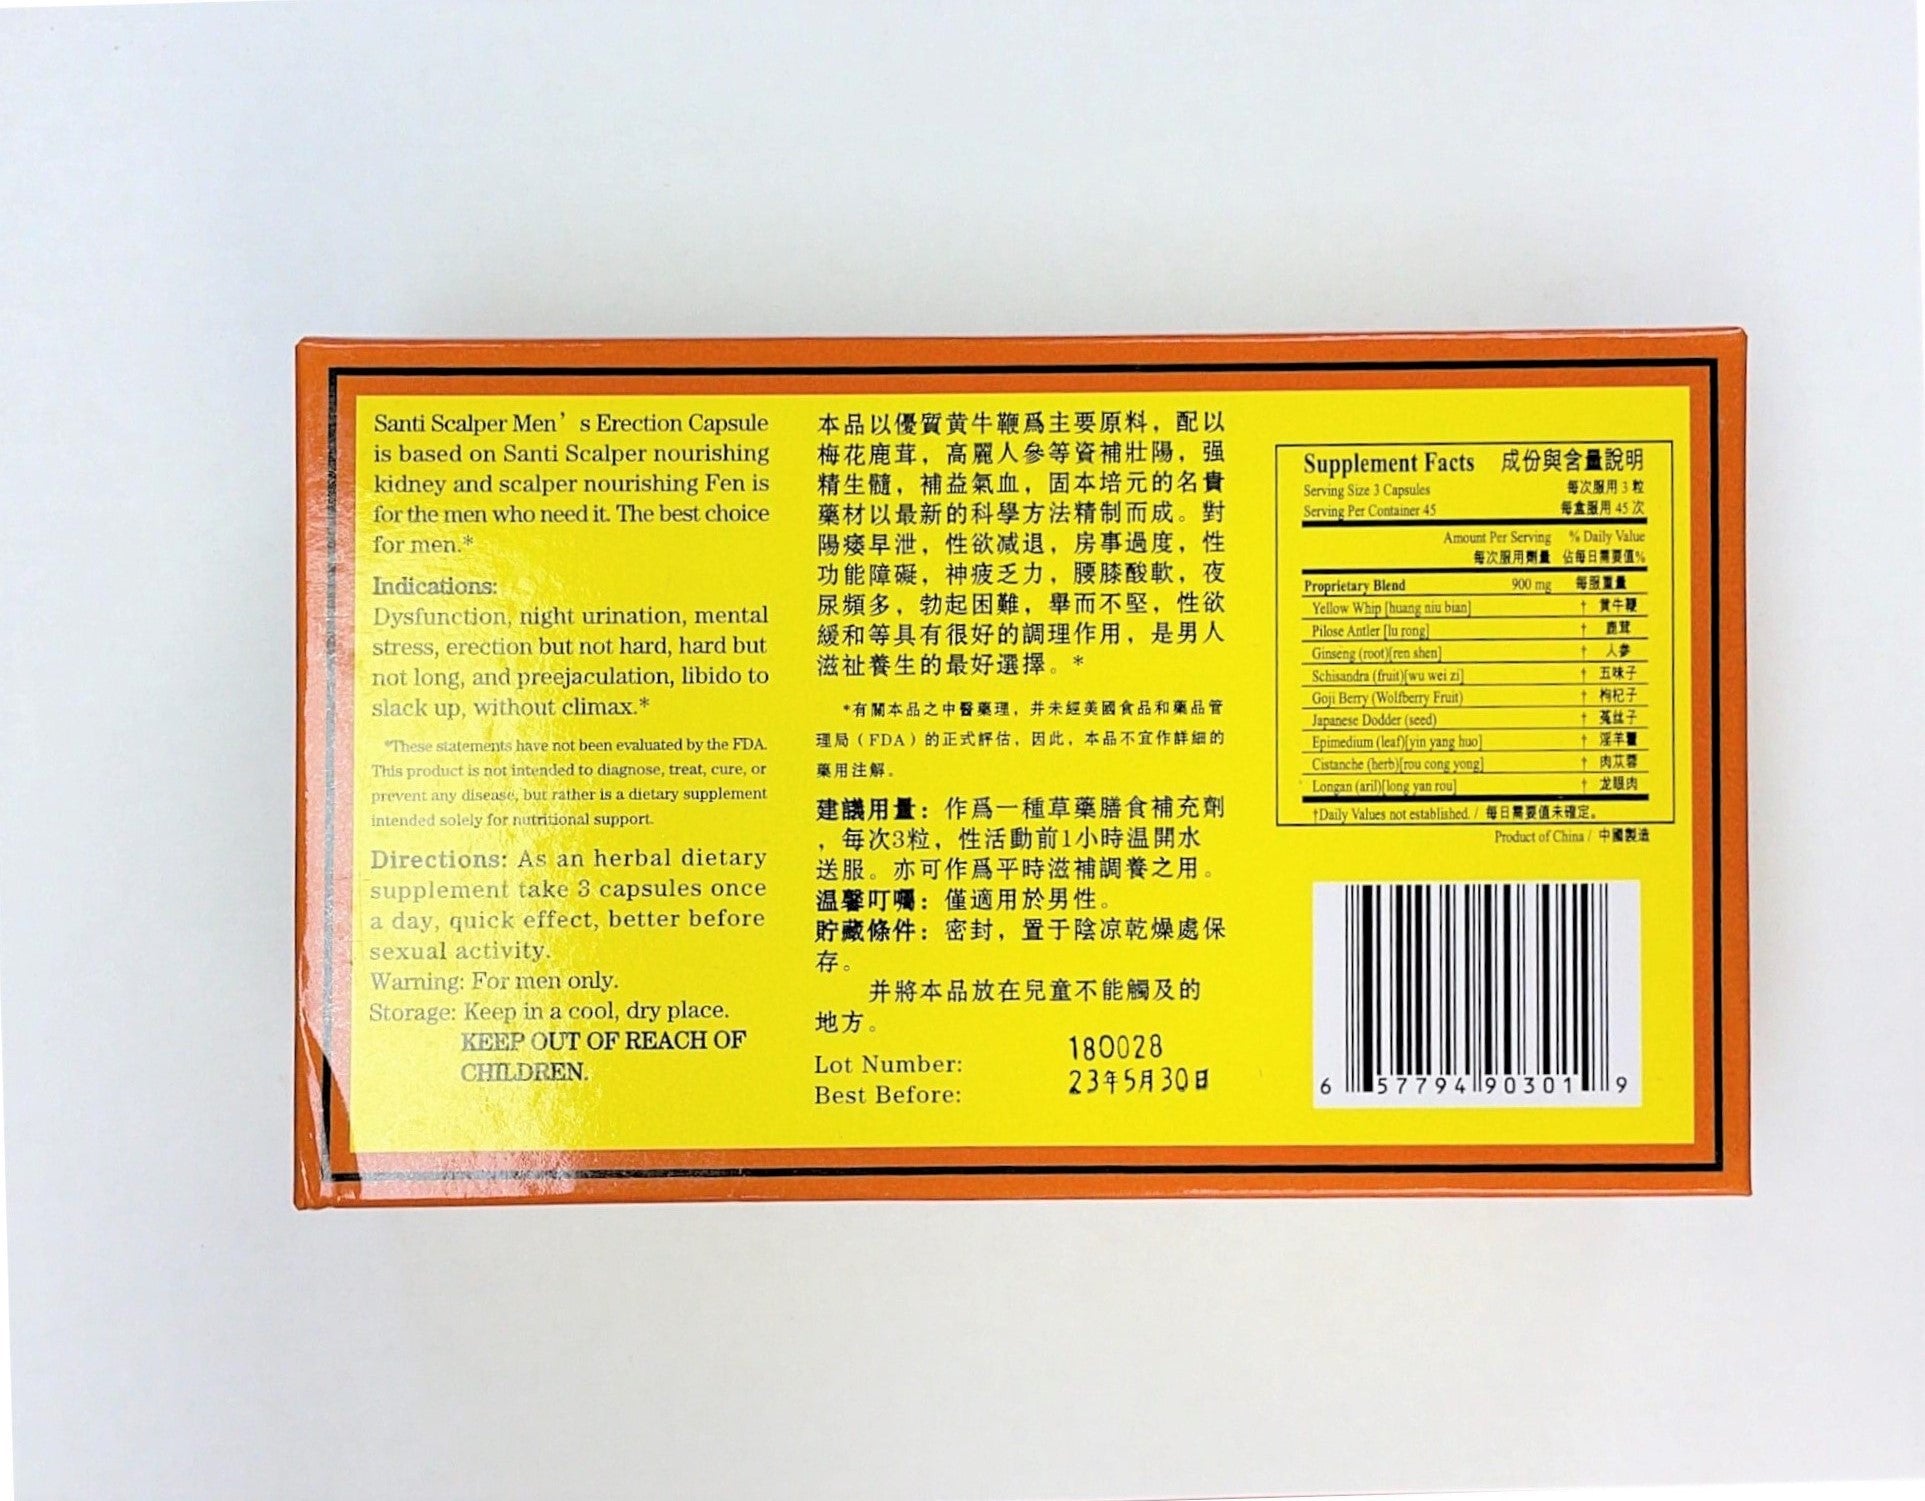 Santi Scalper Men’s Erection Capsule
is based on Santi Scalper nourishing
kidney and scalper nourishing Fen is
for the men who need it. The best choice
for men.*
Indications:
Dysfunction, night urination, mental
stress, erection but not hard, hard but
not long, and preejaculation, libido to
slack up, without climax.*
*These statements have not been evaluated by the FDA.
This product is not intended to diagnose, treat, cure, or
prevent any disease, but rather is a dietary supplement
intended solely for nutritional support.
Directions: As an herbal dietary
supplement take 3 capsules once
a day, quick effect, better before
sexual activity.
Warning: For men only.
Storage: Keep in a cool, dry place.
KEEP OUT OF REACH OF
CHILDREN.
本品以優質黄牛鞭爲主要原料，配以
梅花鹿茸，高麗人參等資補壯陽，强
精生髓，補益氣血，固本培元的名貴
藥材以最新的科學方法精制而成。對
陽痿早泄，性欲减退，房事過度，性
功能障礙，神疲乏力，腰膝酸軟，夜
尿頻多，勃起困難，舉而不堅，性欲
緩和等具有很好的調理作用，是男人
滋祉養生的最好選擇。*
*有關本品之中醫藥理，并未經美國食品和藥品管
理局（FDA）的正式評估，因此，本品不宜作詳細的
藥用注解。
建議用量：作爲一種草藥膳食補充劑
，每次3粒，性活動前1小時温開水
送服。亦可作爲平時滋補調養之用。
温馨叮囑：僅適用於男性。
貯藏條件：密封，置于陰凉乾燥處保
存。
并將本品放在兒童不能觸及的
地方。
Lot Number: 180028
Best Before: 23年5月30日
Supplement Facts 成份與含量說明
Serving Size 3 Capsules 每次服用 3 粒
Serving Per Container 45 每盒服用 45 次
Amount Per Serving % Daily Value
每次服用劑量 佔每日需要值%
Proprietary Blend 900 mg 每服重量
Yellow Whip [huang niu bian] † 黄牛鞭
Pilose Antler [lu rong] † 鹿茸
Ginseng (root)[ren shen] † 人参
Schisandra (fruit)[wu wei zi] † 五味子
Goji Berry (Wolfberry Fruit) † 枸杞子
Japanese Dodder (seed) † 菟丝子
Epimedium (leaf)[yin yang huo] † 淫羊藿
Cistanche (herb)[rou cong yong] † 肉苁蓉
Longan (aril)[long yan rou] † 龙眼肉
†Daily Values not established. / 每日需要值未確定。
Product of China / 中國製造
6 57794 90301 9